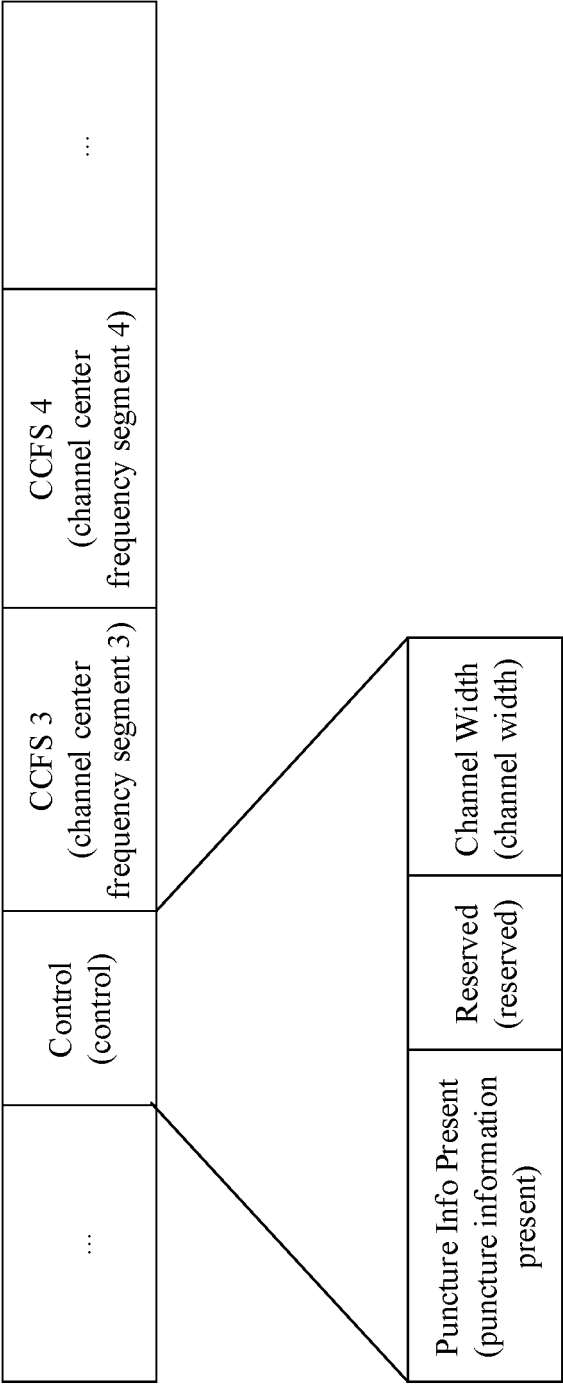 ...
Control
(control)
CCFS 3
(channel center
frequency segment 3)
CCFS 4
(channel center
frequency segment 4)
...
Puncture Info Present
(puncture information
present)
Reserved
(reserved)
Channel Width
(channel width)